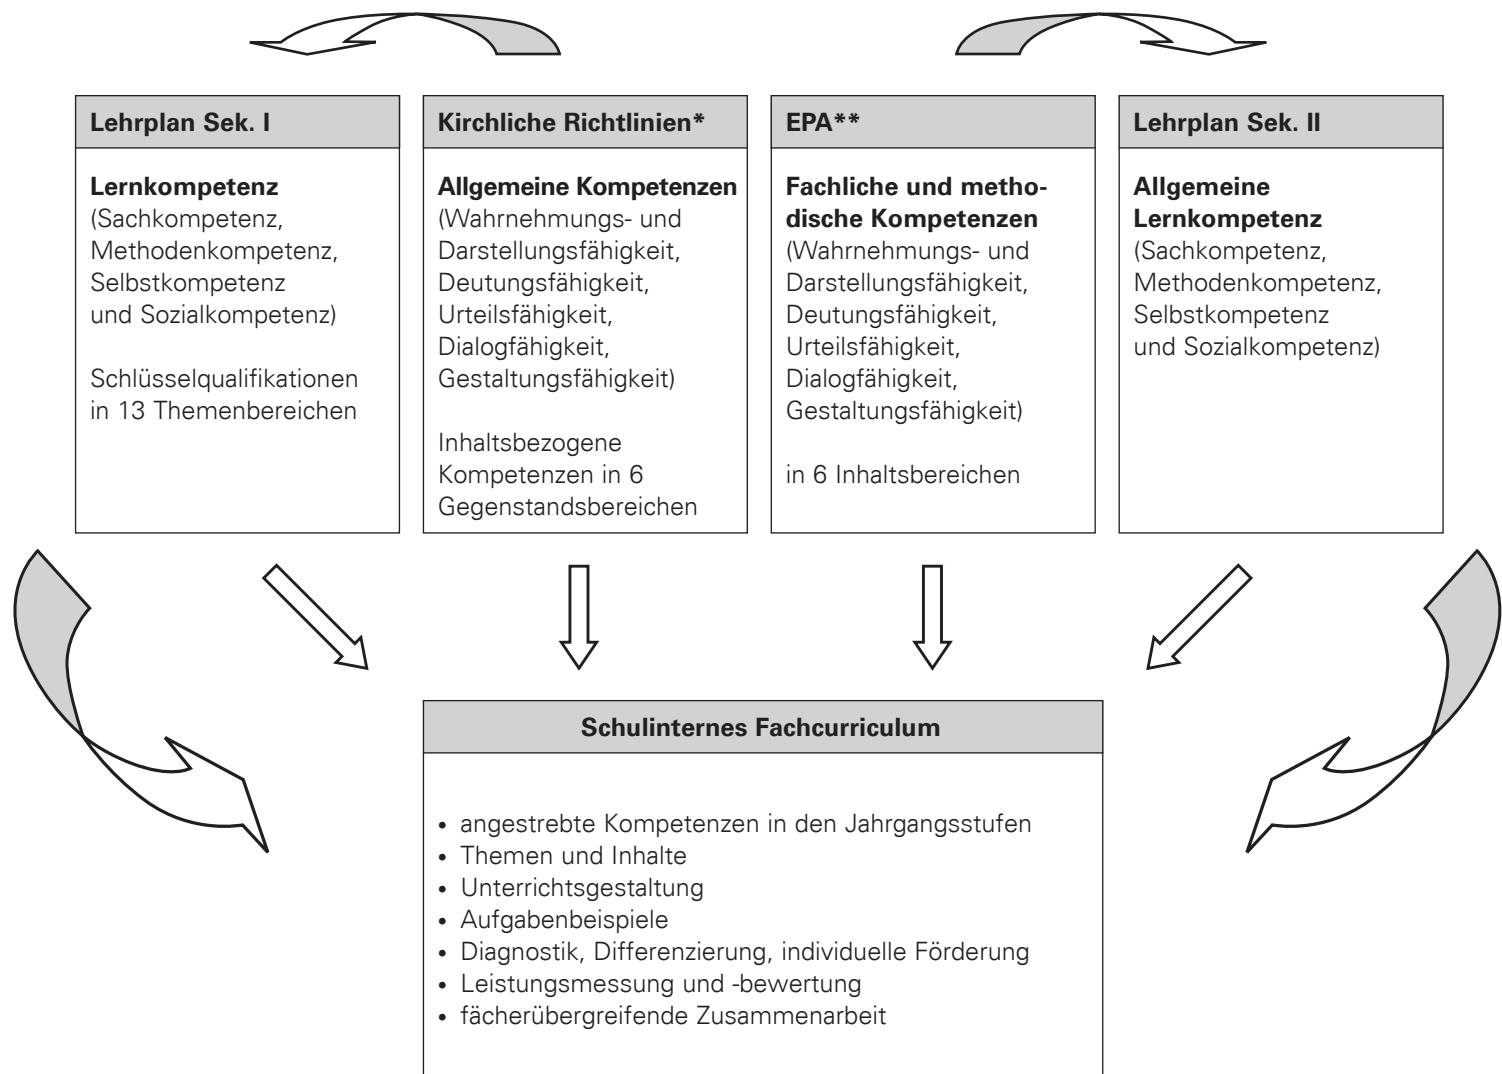 Lehrplan Sek. I
Lernkompetenz
(Sachkompetenz,
Methodenkompetenz,
Selbstkompetenz
und Sozialkompetenz)
Schlüsselqualifikationen
in 13 Themenbereichen
Kirchliche Richtlinien*
Allgemeine Kompetenzen
(Wahrnehmungs- und
Darstellungsfähigkeit,
Deutungsfähigkeit,
Urteilsfähigkeit,
Dialogfähigkeit,
Gestaltungsfähigkeit)
Inhaltsbezogene
Kompetenzen in 6
Gegenstandsbereichen
EPA**
Fachliche und metho-
dische Kompetenzen
(Wahrnehmungs- und
Darstellungsfähigkeit,
Deutungsfähigkeit,
Urteilsfähigkeit,
Dialogfähigkeit,
Gestaltungsfähigkeit)
in 6 Inhaltsbereichen
Lehrplan Sek. II
Allgemeine
Lernkompetenz
(Sachkompetenz,
Methodenkompetenz,
Selbstkompetenz
und Sozialkompetenz)
Schulinternes Fachcurriculum
• angestrebte Kompetenzen in den Jahrgangsstufen
• Themen und Inhalte
• Unterrichtsgestaltung
• Aufgabenbeispiele
• Diagnostik, Differenzierung, individuelle Förderung
• Leistungsmessung und -bewertung
• fächerübergreifende Zusammenarbeit